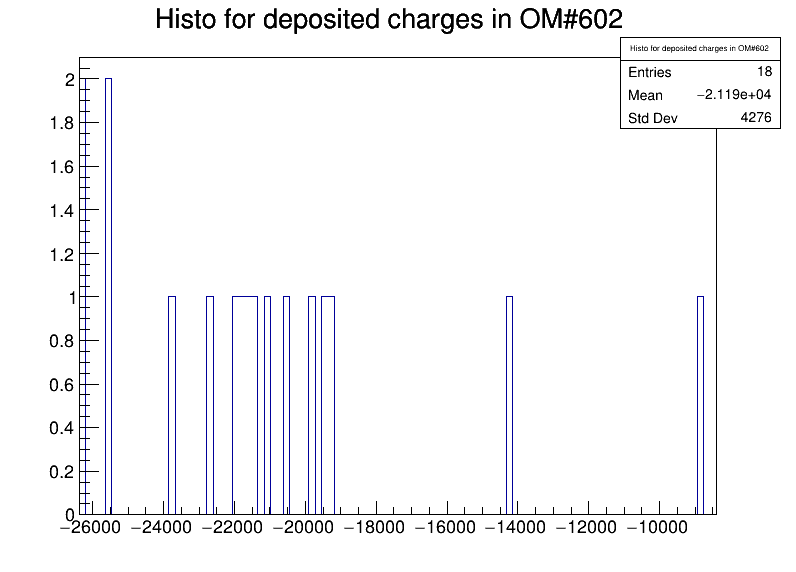 Histo for deposited charges in OM#602
Histo for deposited charges in OM#602
Entries 18
Mean −2.119e+04
Std Dev 4276
2
1.8
1.6
1.4
1.2
1
0.8
0.6
0.4
0.2
0
−26000 −24000 −22000 −20000 −18000 −16000 −14000 −12000 −10000